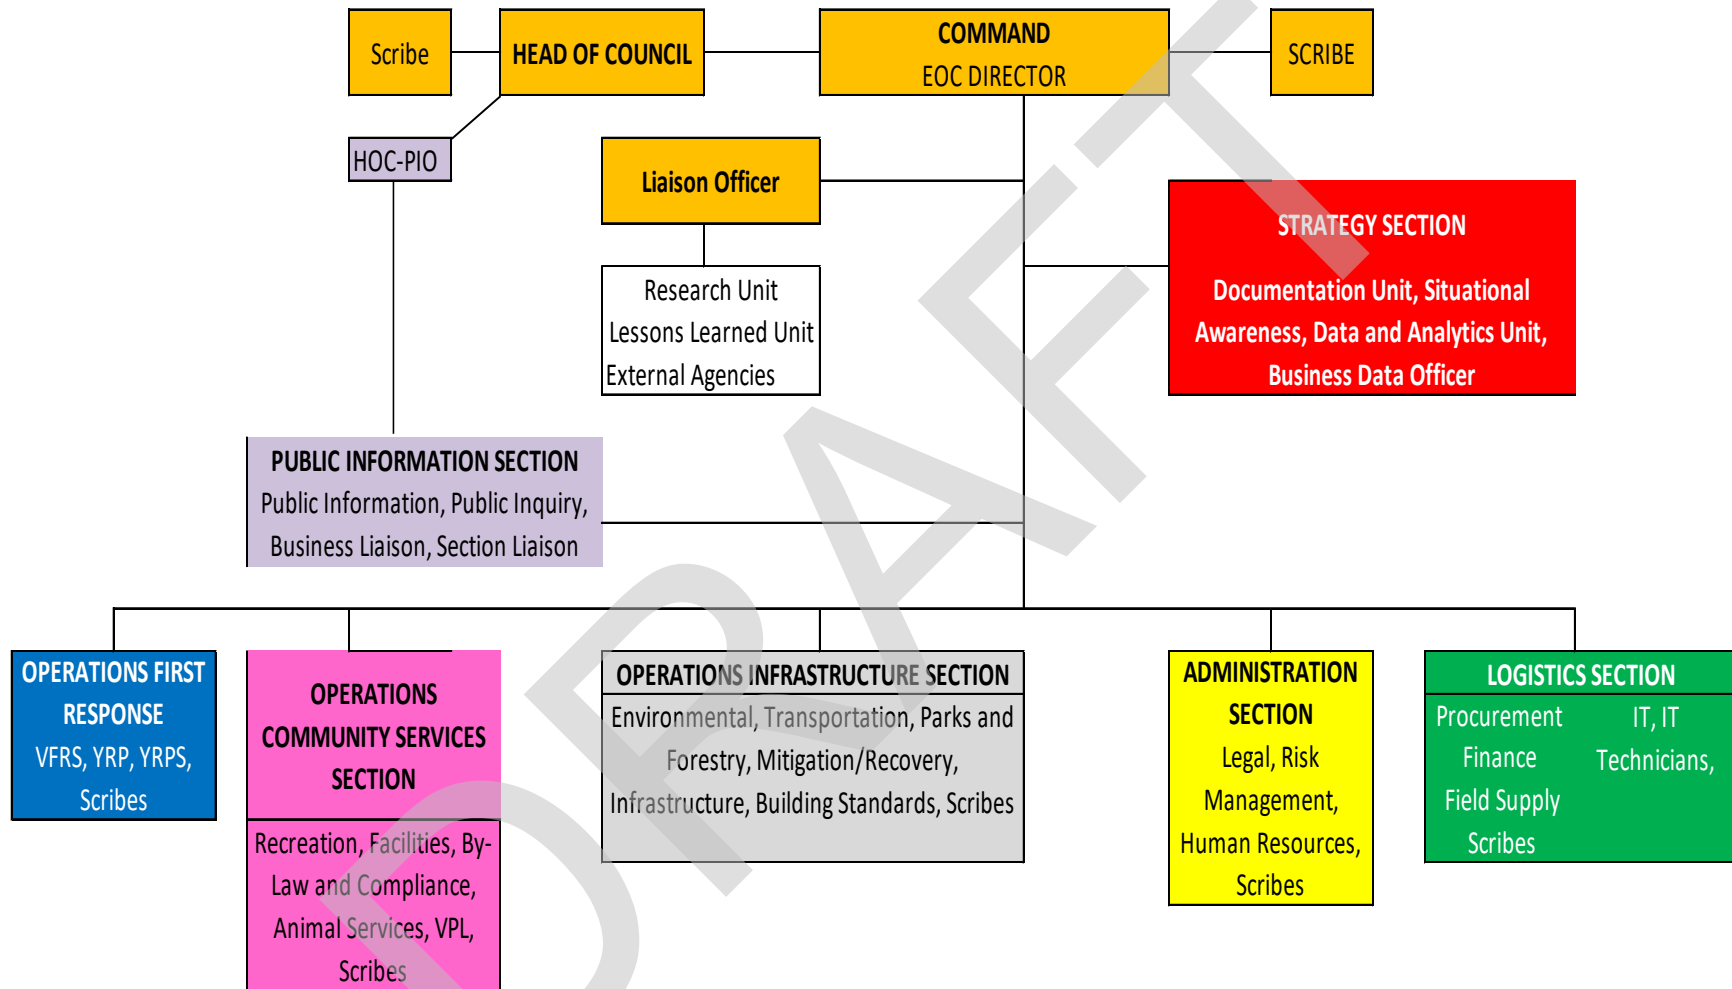 Scribe
HEAD OF COUNCIL
COMMAND
EOC DIRECTOR
SCRIBE
HOC-PIO
Liaison Officer
STRATEGY SECTION
Documentation Unit, Situational
Awareness, Data and Analytics Unit,
Business Data Officer
Research Unit
Lessons Learned Unit
External Agencies
PUBLIC INFORMATION SECTION
Public Information, Public Inquiry,
Business Liaison, Section Liaison
OPERATIONS FIRST
RESPONSE
VFRS, YRP, YRPS,
Scribes
OPERATIONS
COMMUNITY SERVICES
SECTION
Recreation, Facilities, By-
Law and Compliance,
Animal Services, VPL,
Scribes
OPERATIONS INFRASTRUCTURE SECTION
Environmental, Transportation, Parks and
Forestry, Mitigation/Recovery,
Infrastructure, Building Standards, Scribes
ADMINISTRATION
SECTION
Legal, Risk
Management,
Human Resources,
Scribes
LOGISTICS SECTION
Procurement
Finance
Field Supply
Scribes
IT, IT
Technicians,
DRAFT